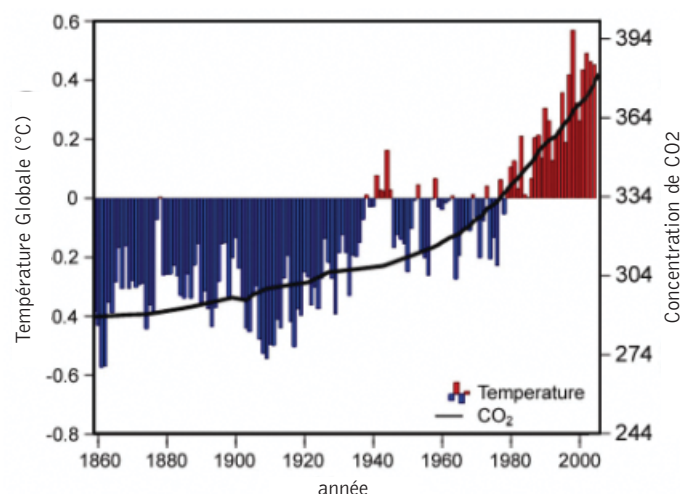 0.6
0.4
0.2
0
0.2
0.4
-0.6
-0.8
Température Globale (°C)
394
364
334
304
274
244
Concentration de CO2
Temperature
CO₂
1860 1880 1900 1920 1940 1960 1980 2000
année